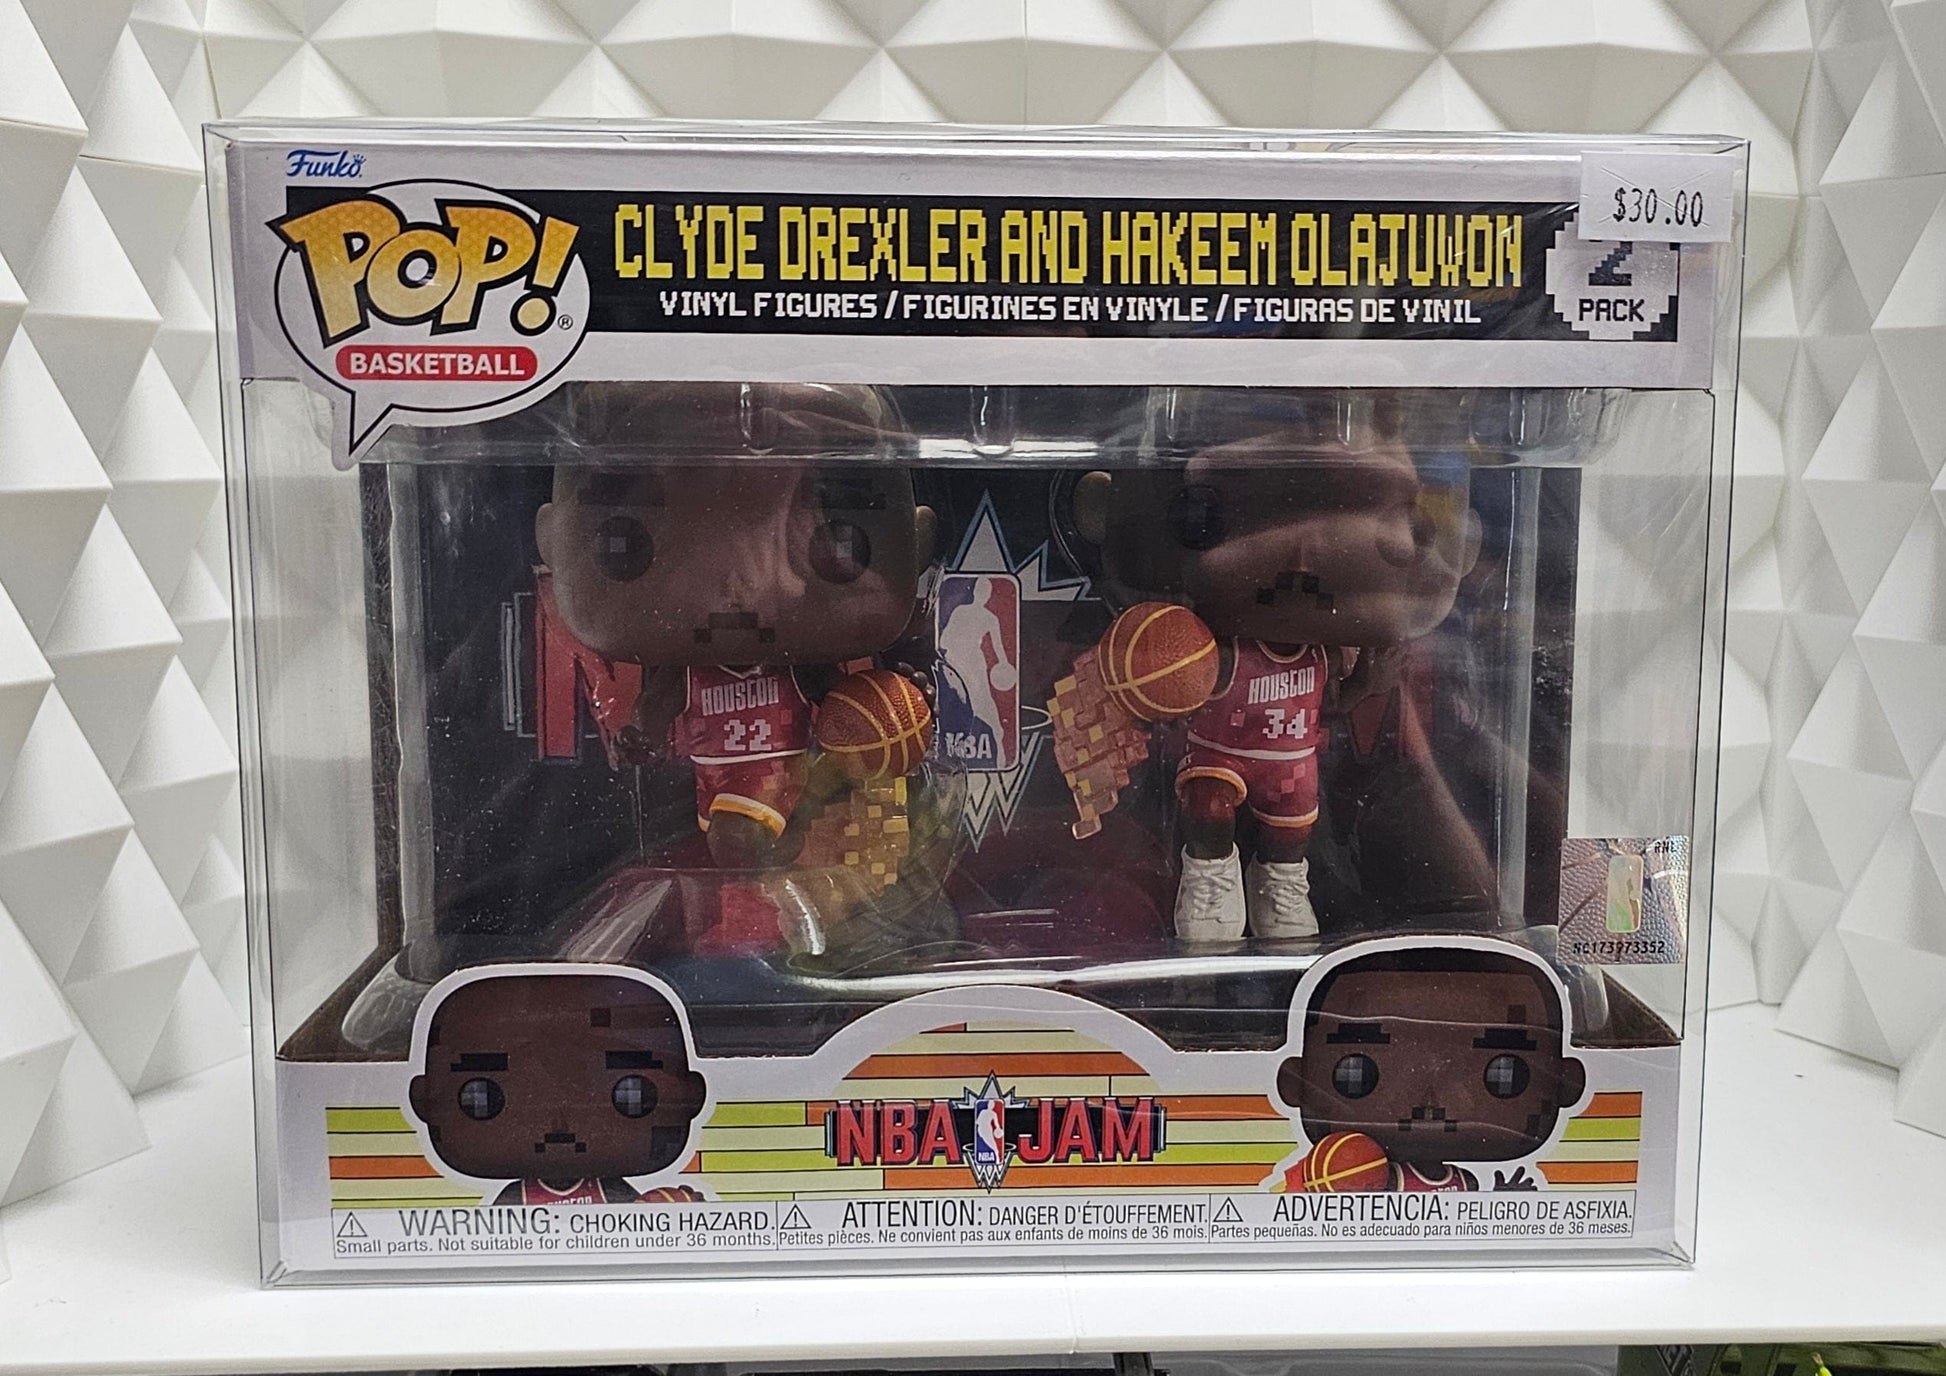 Funko
$30.00
POP!®
BASKETBALL
CLYDE DREXLER AND HAKEEM OLAJUWON
VINYL FIGURES / FIGURINES EN VINYLE / FIGURAS DE VINIL
2
PACK
NBA
HOUSTON
22
HOUSTON
34
NC173973352
NBA JAM
NBA
HOUSTON
WARNING: CHOKING HAZARD.
Small parts. Not suitable for children under 36 months.
ATTENTION: DANGER D'ÉTOUFFEMENT.
Petites pièces. Ne convient pas aux enfants de moins de 36 mois.
ADVERTENCIA: PELIGRO DE ASFIXIA.
Partes pequeñas. No es adecuado para niños menores de 36 meses.